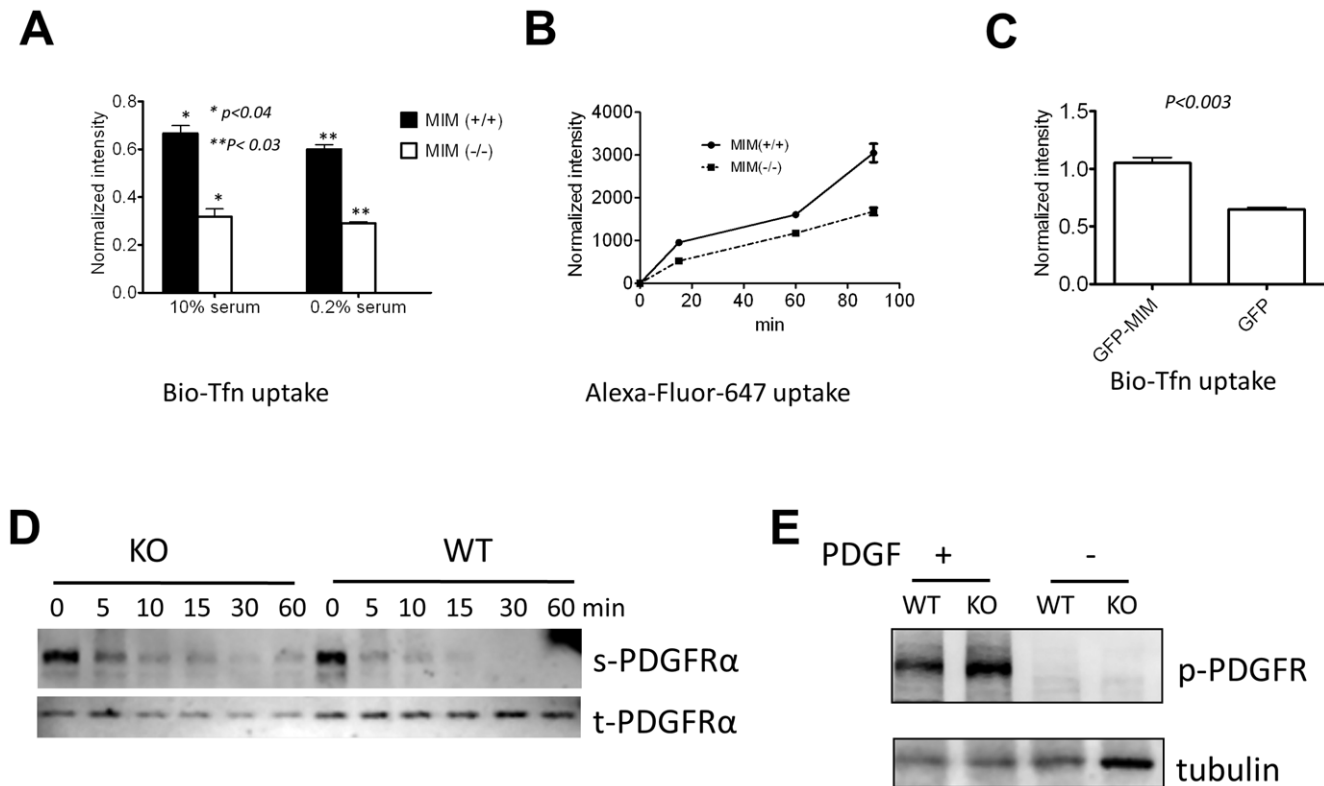 A
Normalized intensity
0.8
0.6
0.4
0.2
0.0
* p<0.04
**P< 0.03
* **
* **
MIM (+/+)
MIM (-/-)
10% serum 0.2% serum
Bio-Tfn uptake
B
Normalized intensity
4000
3000
2000
1000
0
MIM(+/+)
MIM(-/-)
0 20 40 60 80 100
min
Alexa-Fluor-647 uptake
C
P<0.003
Normalized intensity
1.5
1.0
0.5
0.0
GFP-MIM GFP
Bio-Tfn uptake
D
KO WT
0 5 10 15 30 60 0 5 10 15 30 60 min
s-PDGFRα
t-PDGFRα
E
PDGF + -
WT KO WT KO
p-PDGFR
tubulin